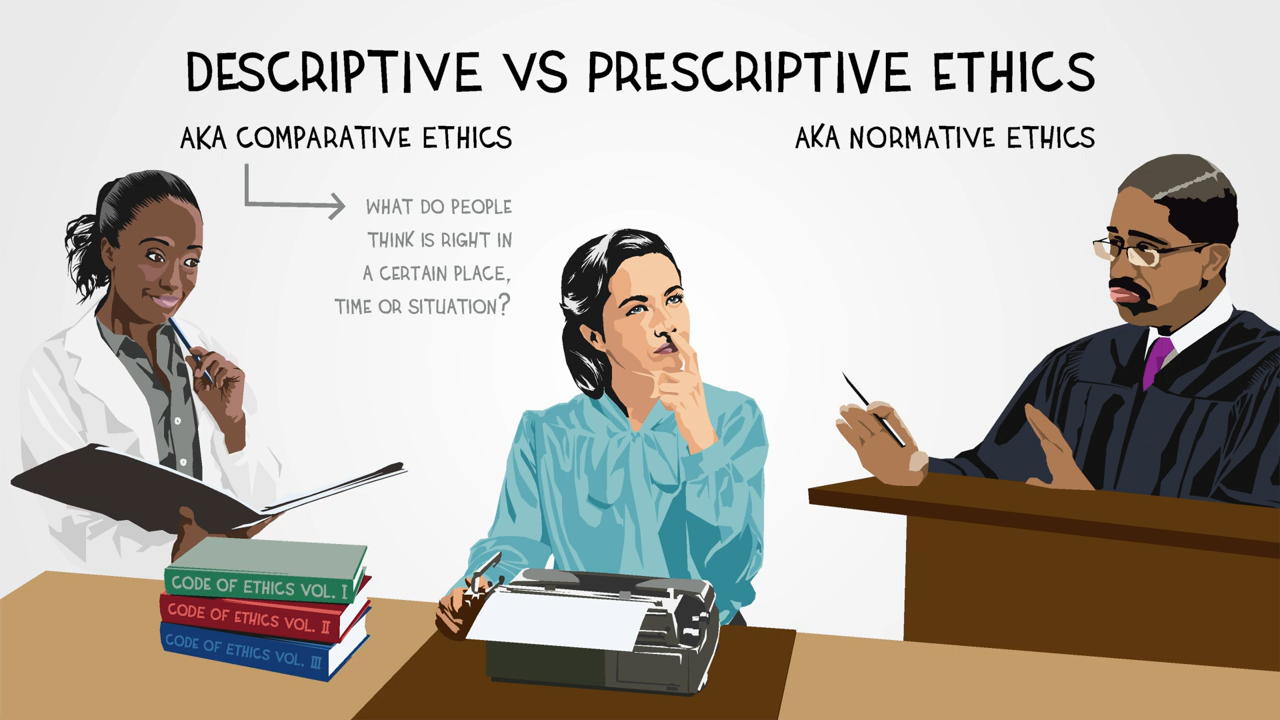 DESCRIPTIVE VS PRESCRIPTIVE ETHICS
AKA COMPARATIVE ETHICS
AKA NORMATIVE ETHICS
WHAT DO PEOPLE
THINK IS RIGHT IN
A CERTAIN PLACE,
TIME OR SITUATION?
CODE OF ETHICS VOL. I
CODE OF ETHICS VOL. II
CODE OF ETHICS VOL. III